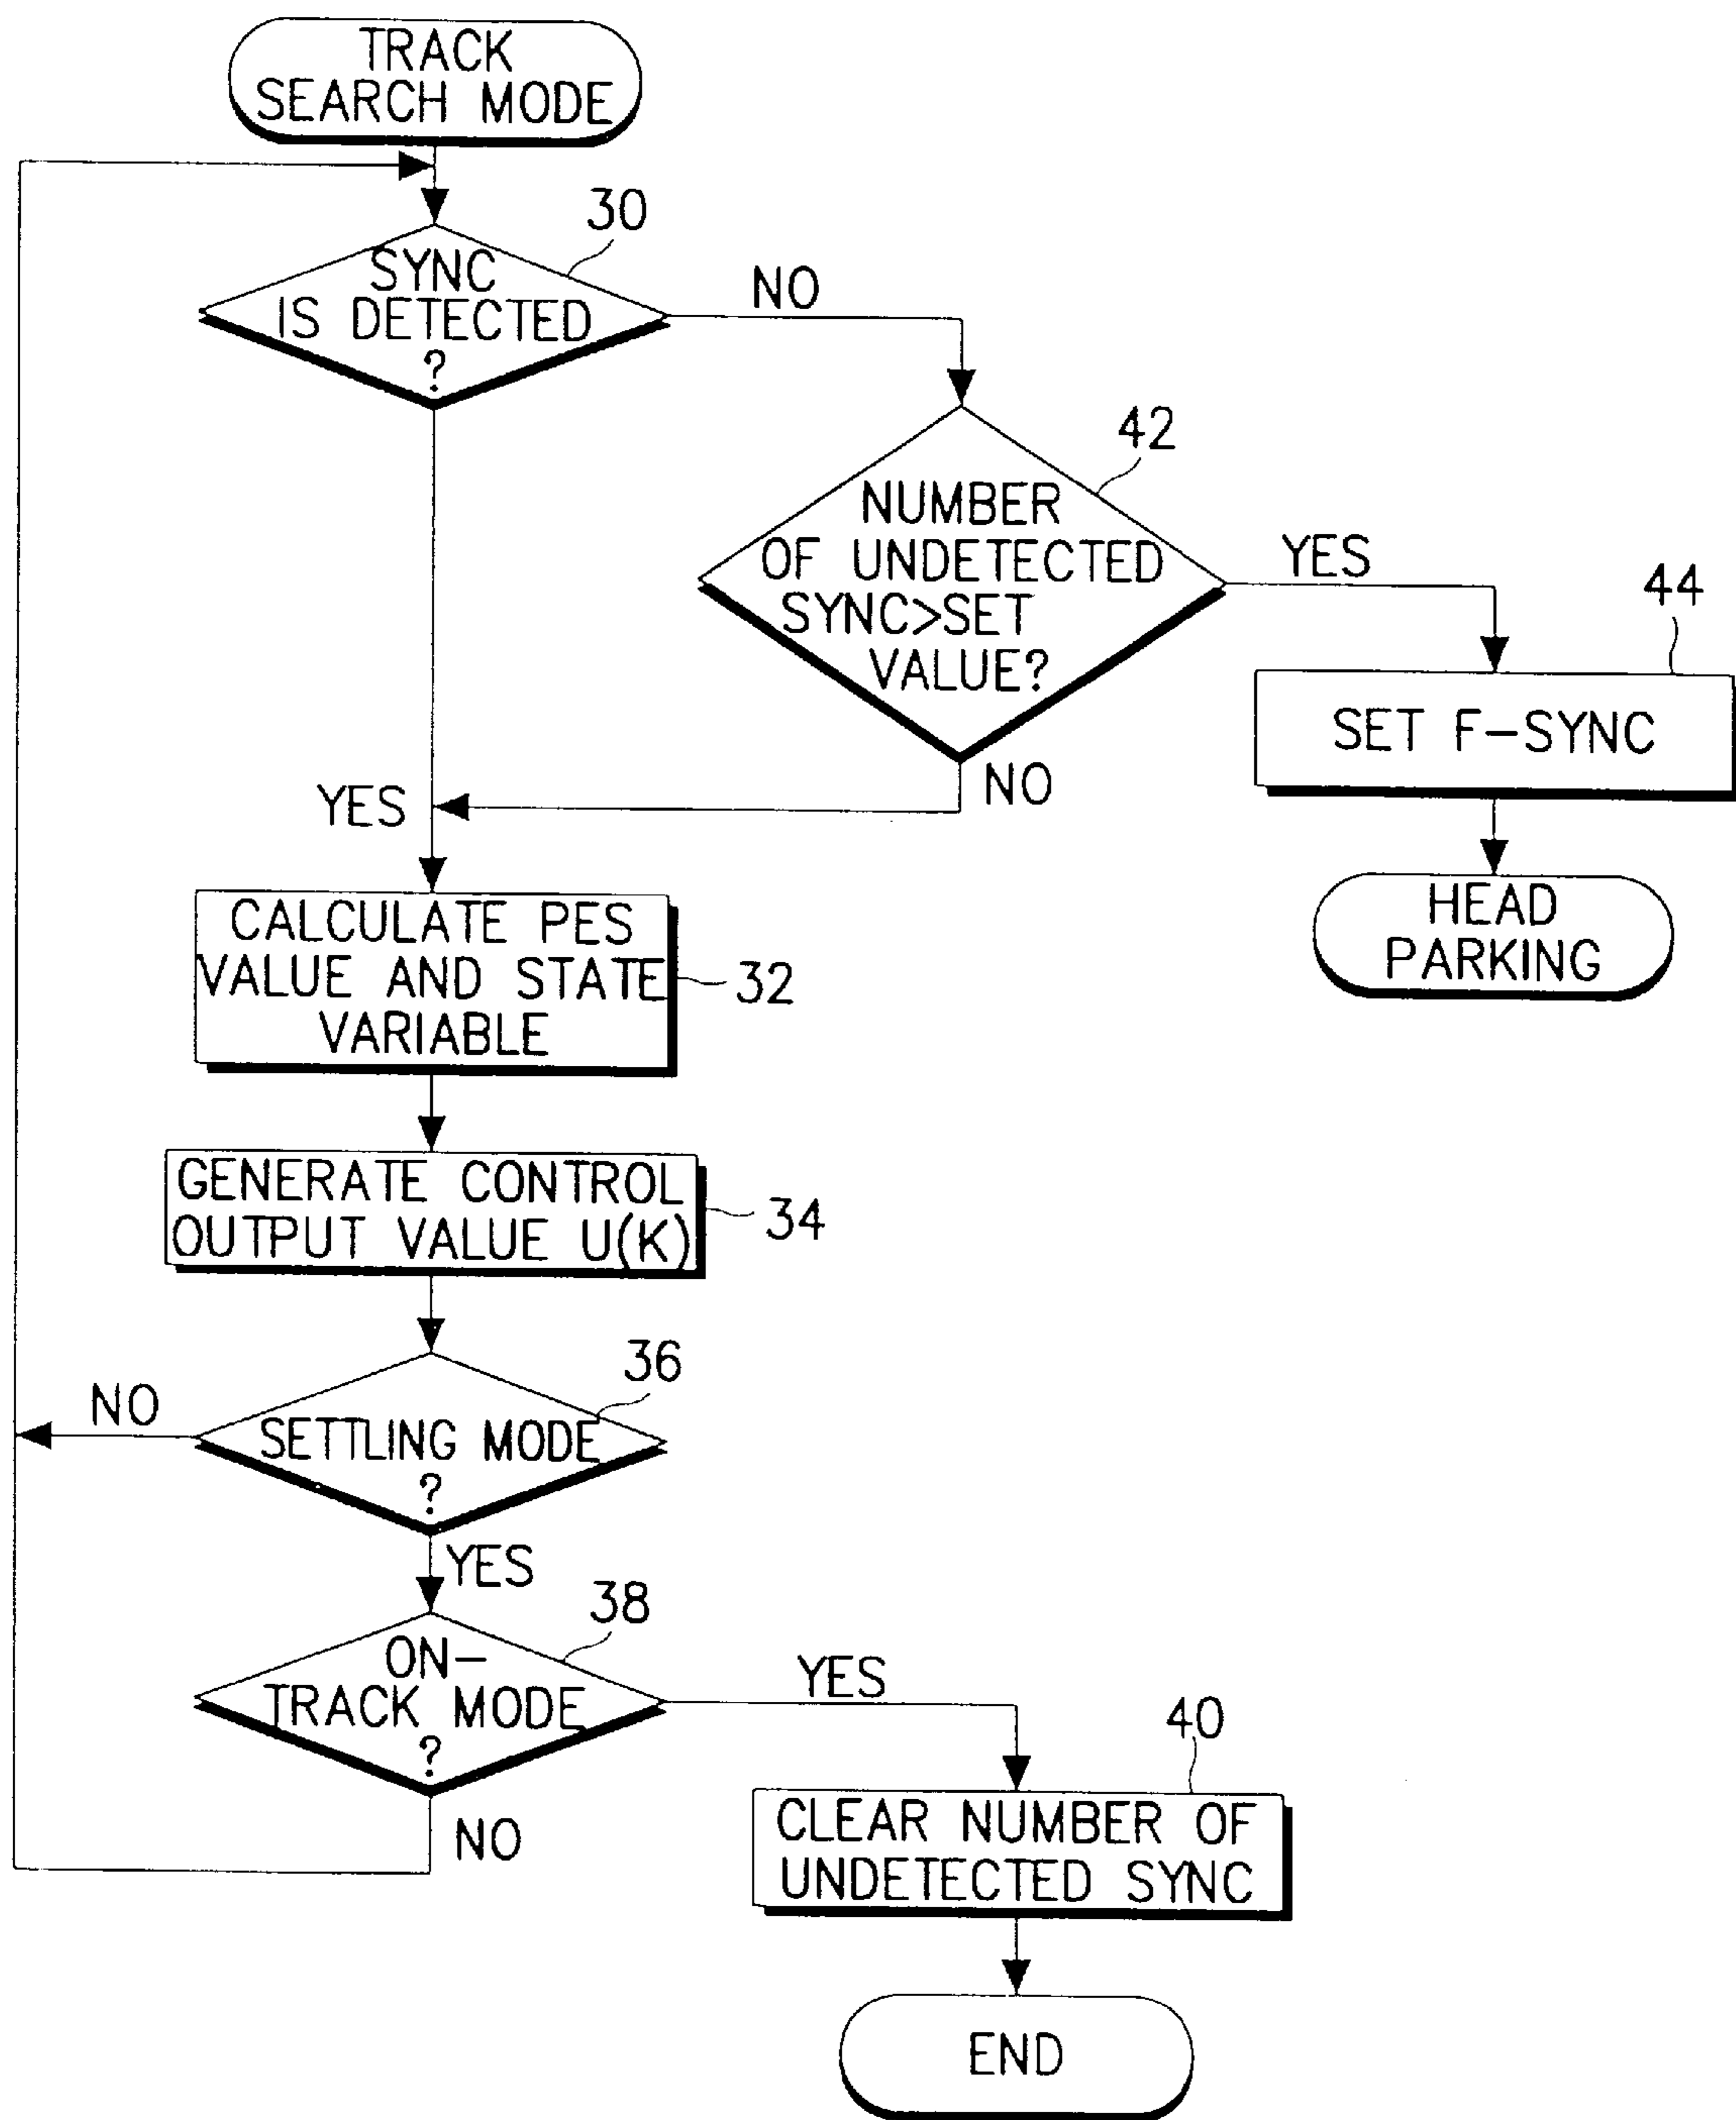 TRACK
SEARCH MODE
30
SYNC
IS DETECTED
?
NO
42
NUMBER
OF UNDETECTED
SYNC>SET
VALUE?
YES
44
SET F-SYNC
NO
YES
HEAD
PARKING
CALCULATE PES
VALUE AND STATE
VARIABLE
32
GENERATE CONTROL
OUTPUT VALUE U(K)
34
36
NO
SETTLING MODE
?
YES
38
ON-
TRACK MODE
?
YES
40
NO
CLEAR NUMBER OF
UNDETECTED SYNC
END